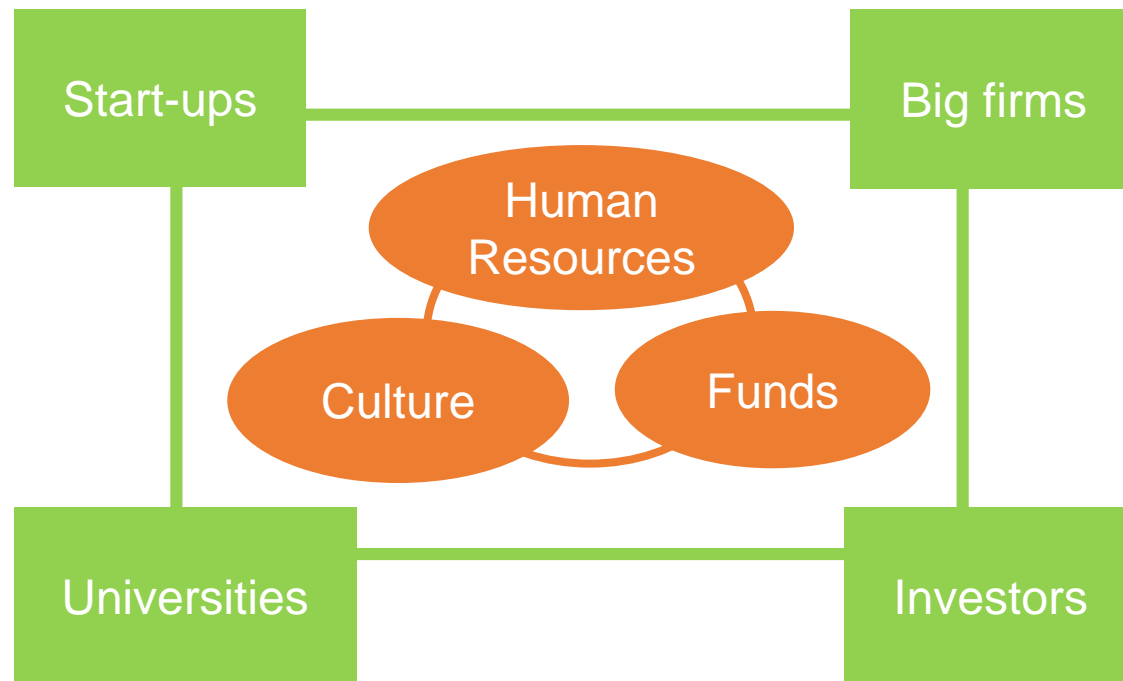 Start-ups
Big firms
Human
Resources
Culture
Funds
Universities
Investors